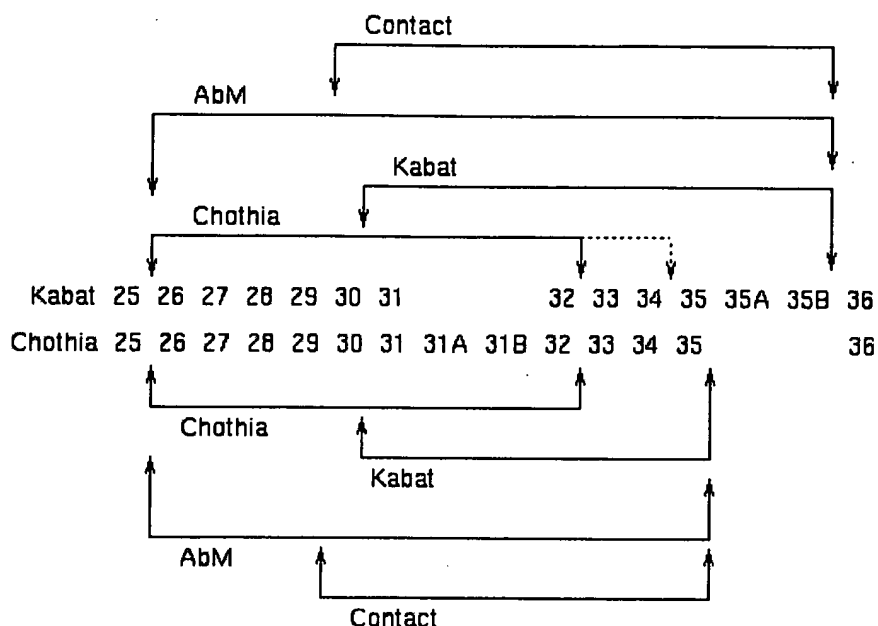 Contact
AbM
Kabat
Chothia
Kabat 25 26 27 28 29 30 31 32 33 34 35 35A 35B 36
Chothia 25 26 27 28 29 30 31 31A 31B 32 33 34 35 36
Chothia
Kabat
AbM
Contact